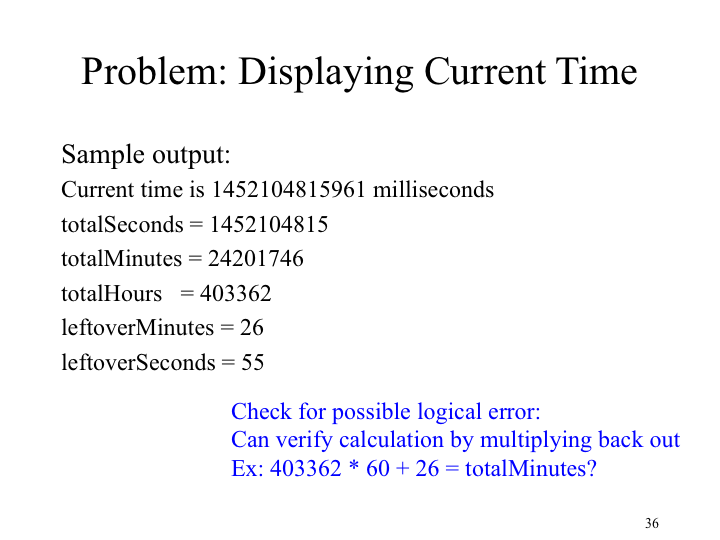 Problem: Displaying Current Time
Sample output:
Current time is 1452104815961 milliseconds
totalSeconds = 1452104815
totalMinutes = 24201746
totalHours   = 403362
leftoverMinutes = 26
leftoverSeconds = 55
Check for possible logical error:
Can verify calculation by multiplying back out
Ex: 403362 * 60 + 26 = totalMinutes?
36